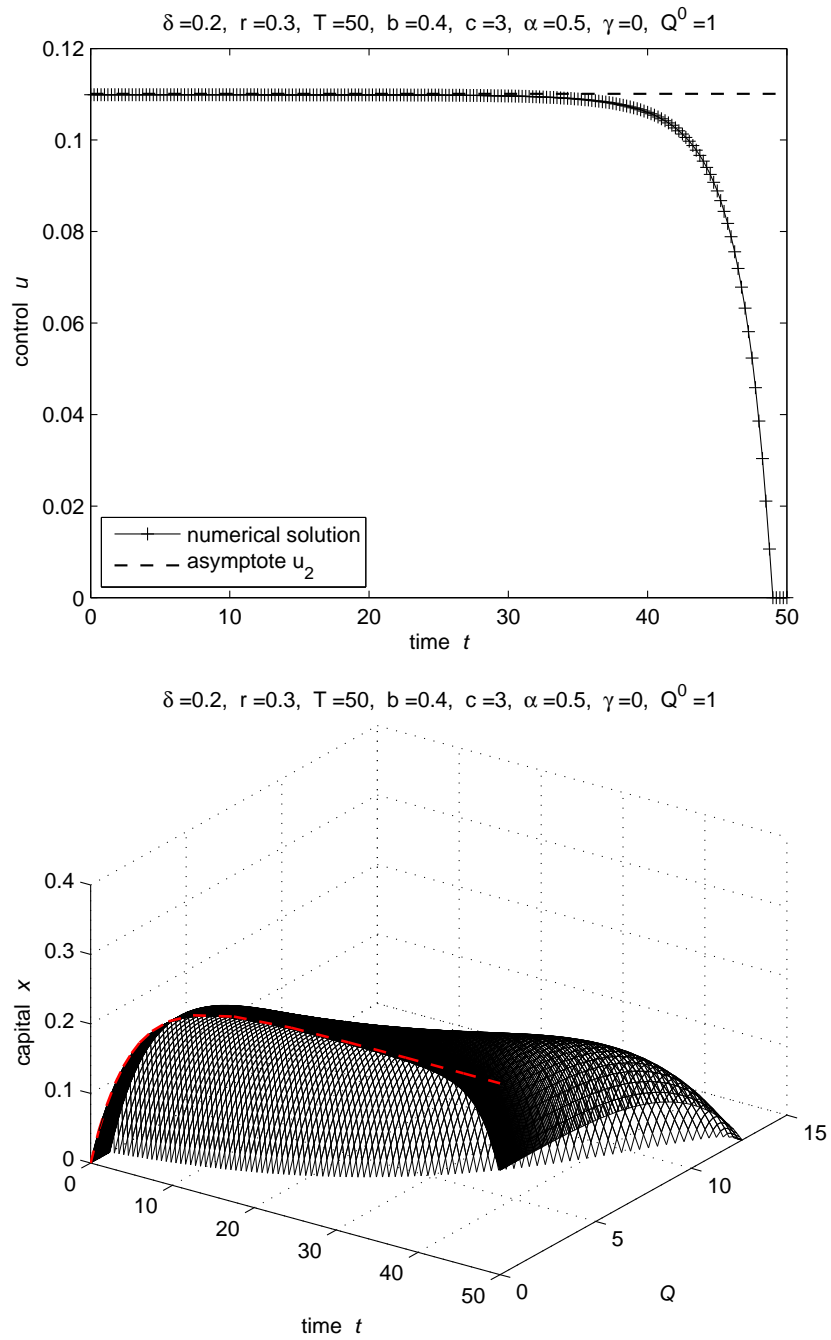 δ =0.2, r =0.3, T=50, b=0.4, c=3, α=0.5, γ=0, Q⁰ =1
0.12
0.1
0.08
0.06
0.04
0.02
0
control u
numerical solution
asymptote u₂
0 10 20 30 40 50
time t
δ =0.2, r =0.3, T=50, b=0.4, c=3, α=0.5, γ=0, Q⁰ =1
0.4
0.3
0.2
0.1
0
capital x
0
10
20
30
40
50
time t
0
5
10
15
Q